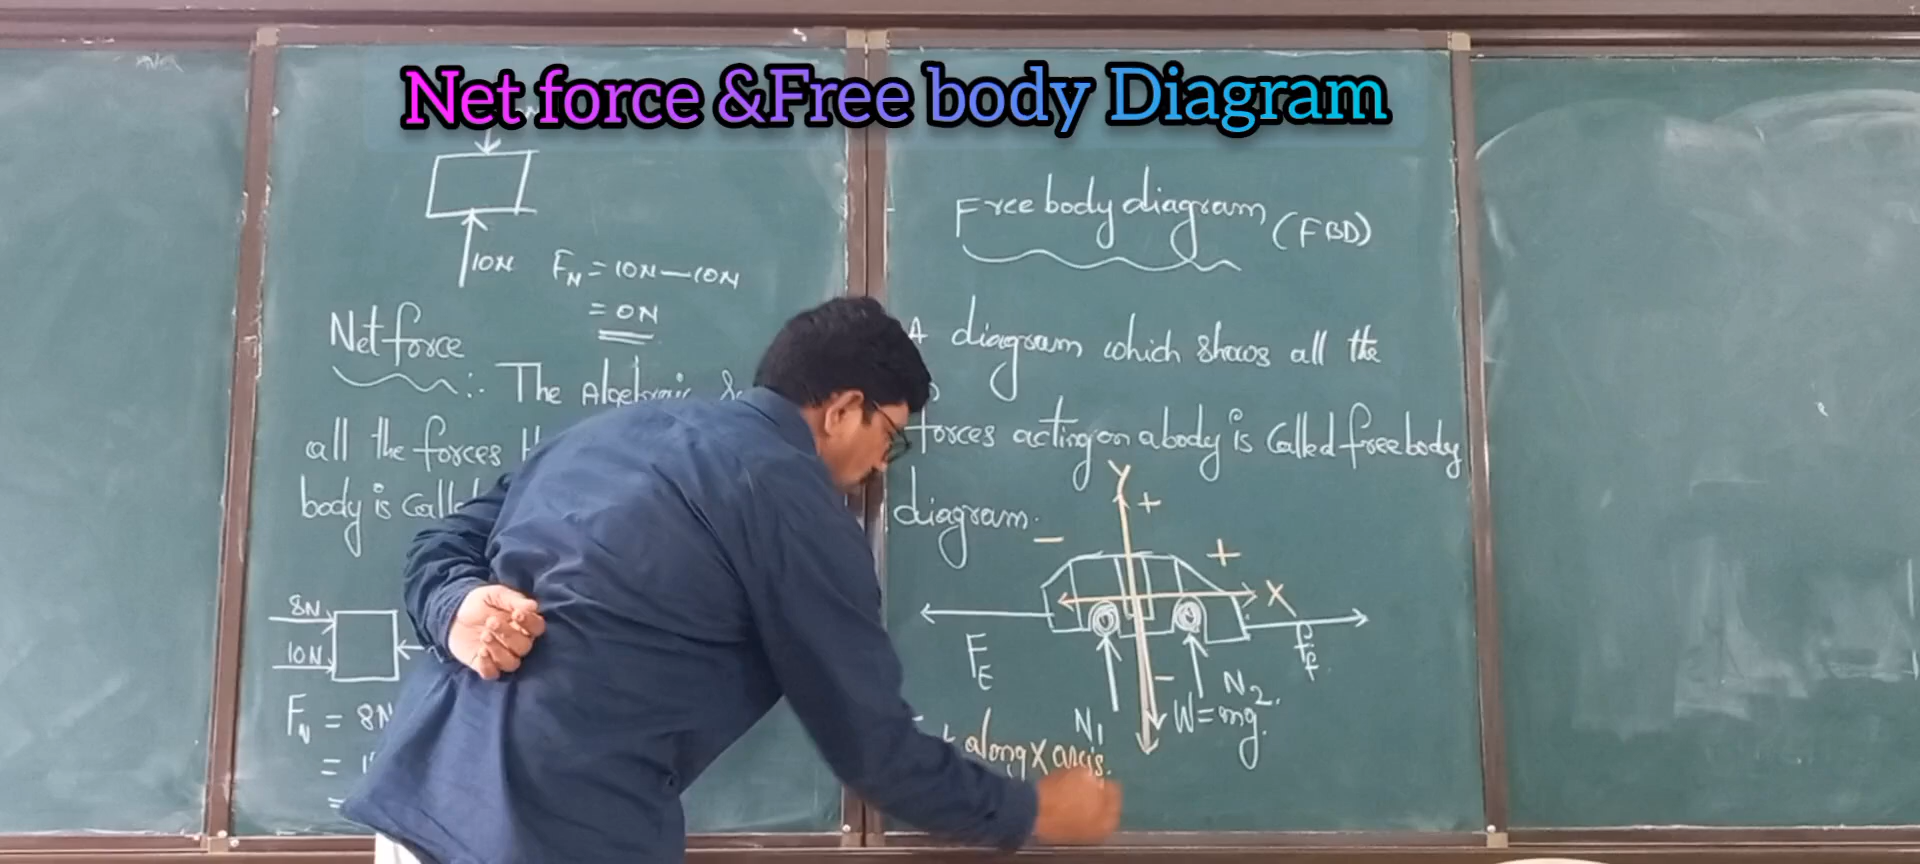 Net force &Free body Diagram
10N
F_N = 10N — 10N
= 0N
Net force
:- The Algebraic
all the forces
body is
8N
10N
F_N = 8N
=
=
Free body diagram (FBD)
A diagram which shows all the
forces acting on a body is called free body
diagram.
Y
+
-
+
X
F_E
f_f
-
N_1
N_2
W = mg.
along X axis.